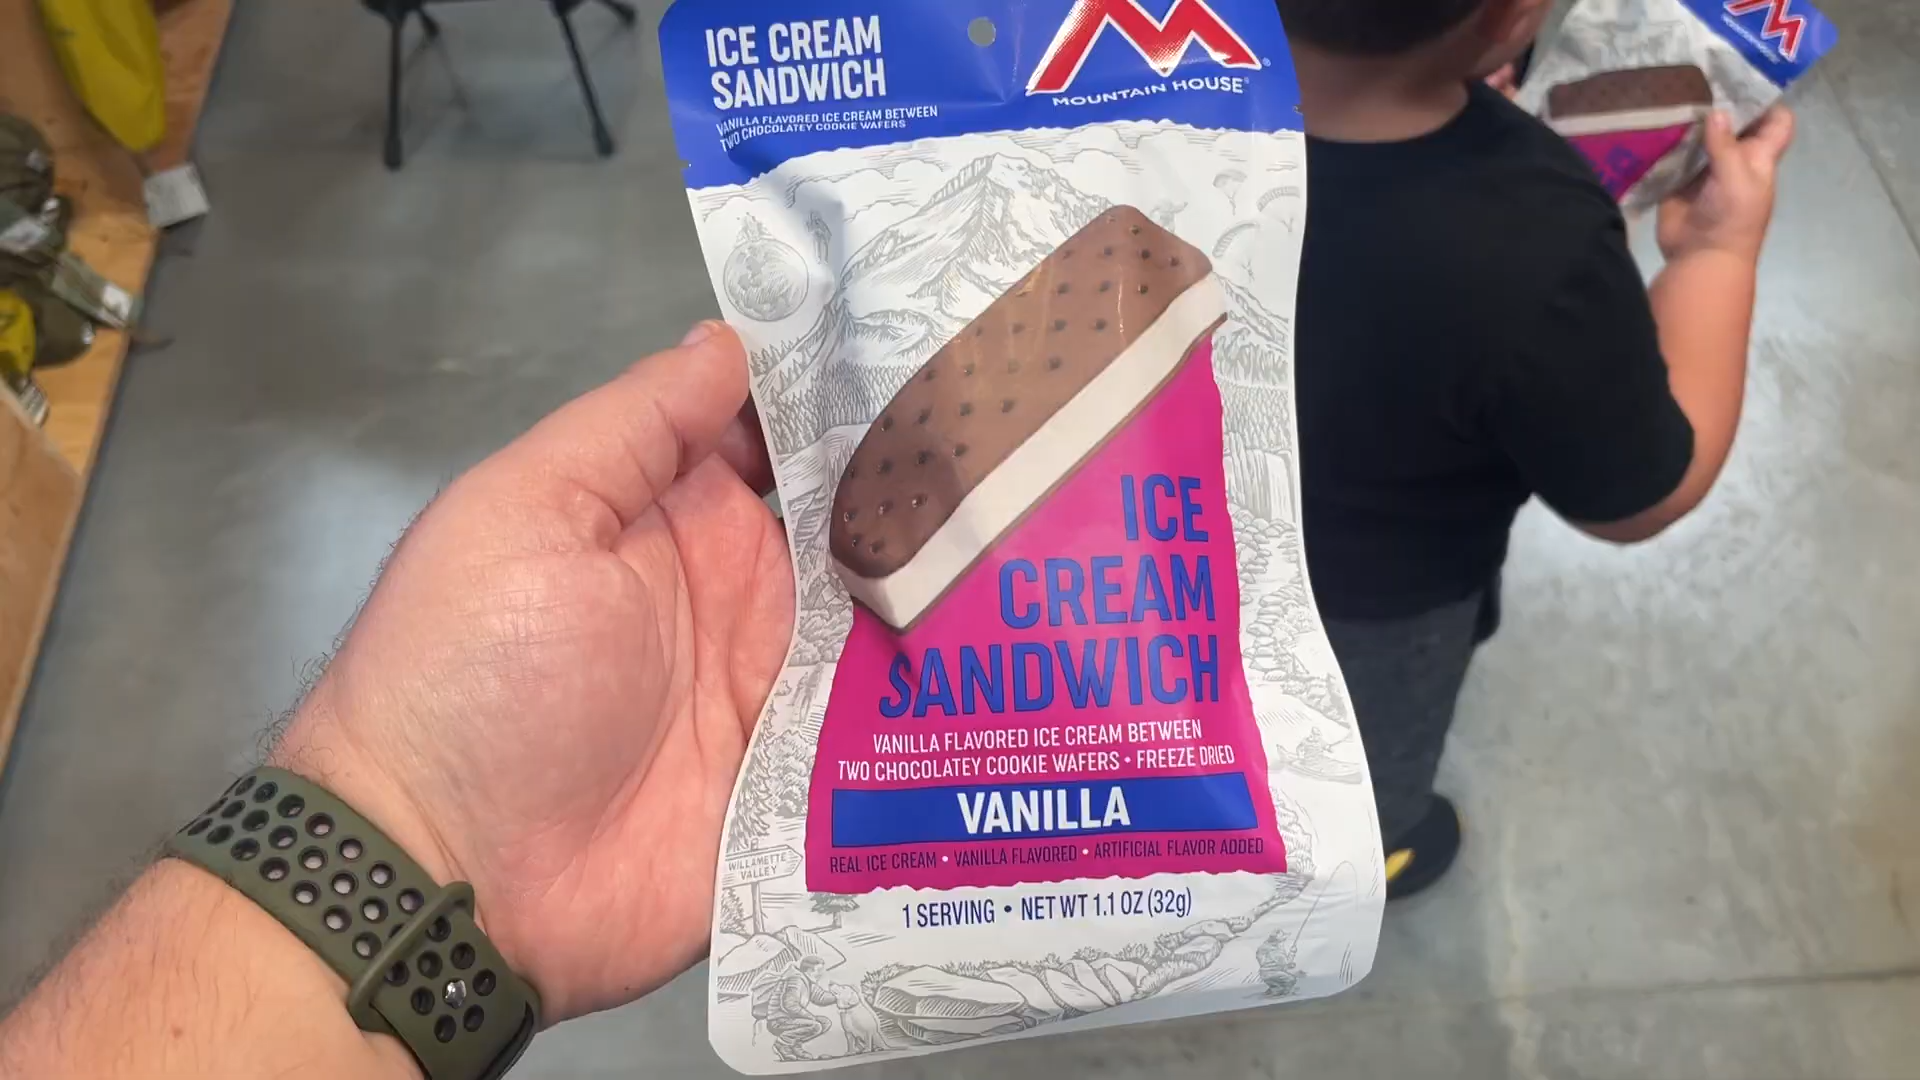 ICE CREAM
SANDWICH
VANILLA FLAVORED ICE CREAM BETWEEN
TWO CHOCOLATEY COOKIE WAFERS
MOUNTAIN HOUSE®
ICE
CREAM
SANDWICH
VANILLA FLAVORED ICE CREAM BETWEEN
TWO CHOCOLATEY COOKIE WAFERS • FREEZE DRIED
VANILLA
REAL ICE CREAM • VANILLA FLAVORED • ARTIFICIAL FLAVOR ADDED
WILLAMETTE
VALLEY
1 SERVING • NET WT 1.1 OZ (32g)